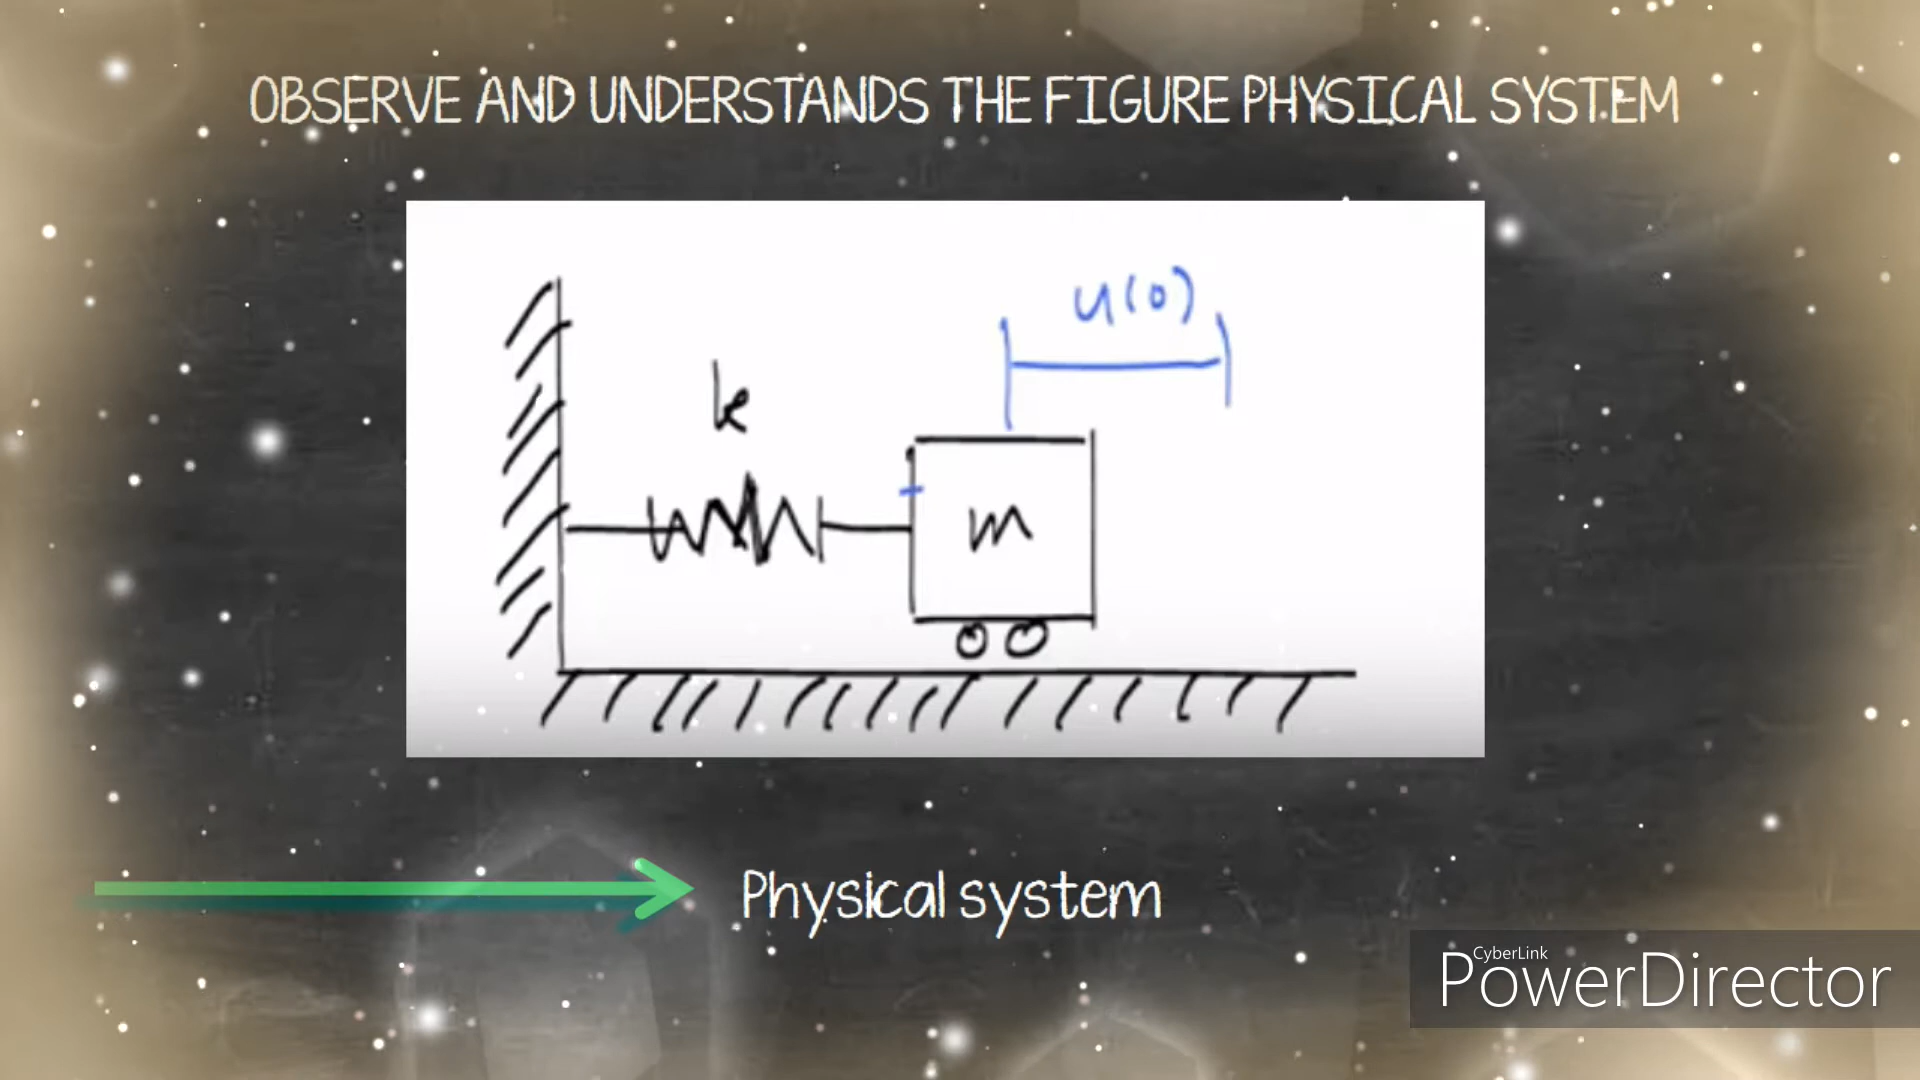 OBSERVE AND UNDERSTANDS THE FIGURE PHYSICAL SYSTEM
u(0)
k
m
Physical system
CyberLink
PowerDirector